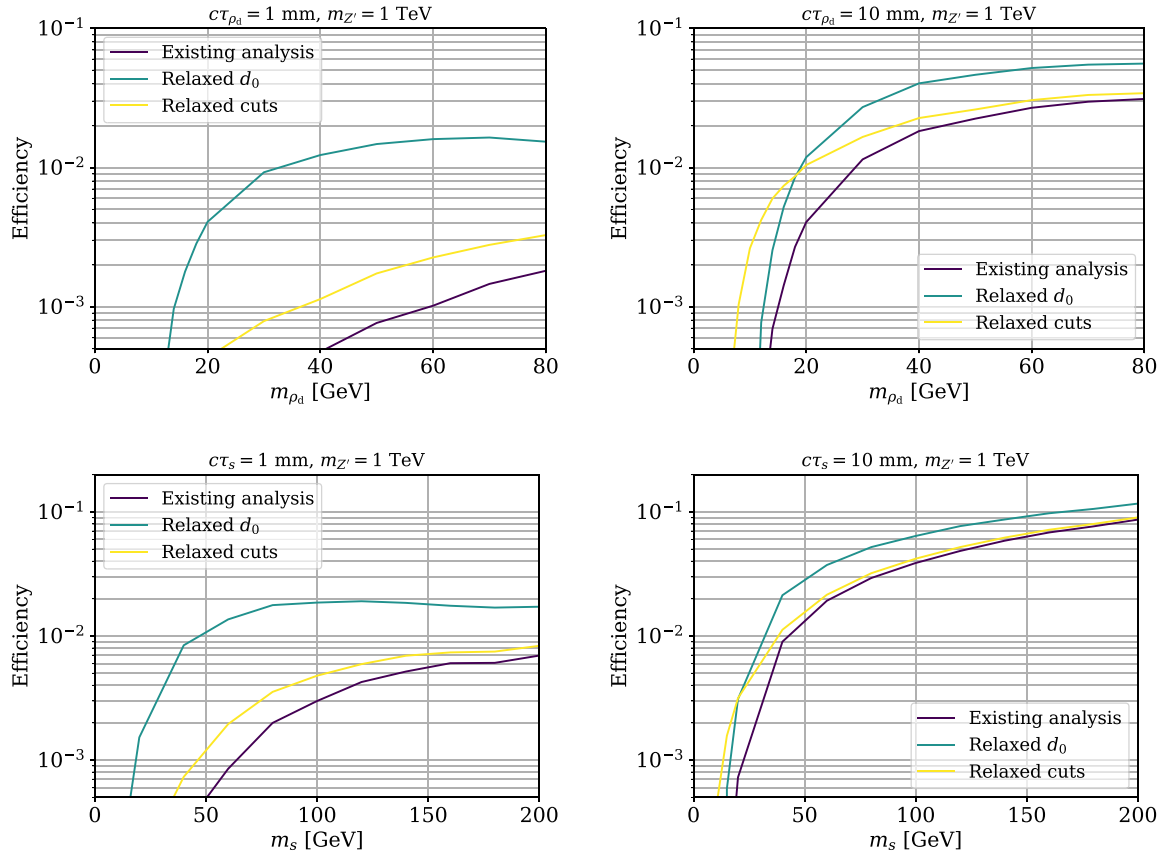 cτ_ρd = 1 mm, m_Z′ = 1 TeV
10⁻¹
10⁻²
10⁻³
Efficiency
Existing analysis
Relaxed d₀
Relaxed cuts
0 20 40 60 80
m_ρd [GeV]
cτ_ρd = 10 mm, m_Z′ = 1 TeV
10⁻¹
10⁻²
10⁻³
Efficiency
Existing analysis
Relaxed d₀
Relaxed cuts
0 20 40 60 80
m_ρd [GeV]
cτ_s = 1 mm, m_Z′ = 1 TeV
10⁻¹
10⁻²
10⁻³
Efficiency
Existing analysis
Relaxed d₀
Relaxed cuts
0 50 100 150 200
m_s [GeV]
cτ_s = 10 mm, m_Z′ = 1 TeV
10⁻¹
10⁻²
10⁻³
Efficiency
Existing analysis
Relaxed d₀
Relaxed cuts
0 50 100 150 200
m_s [GeV]